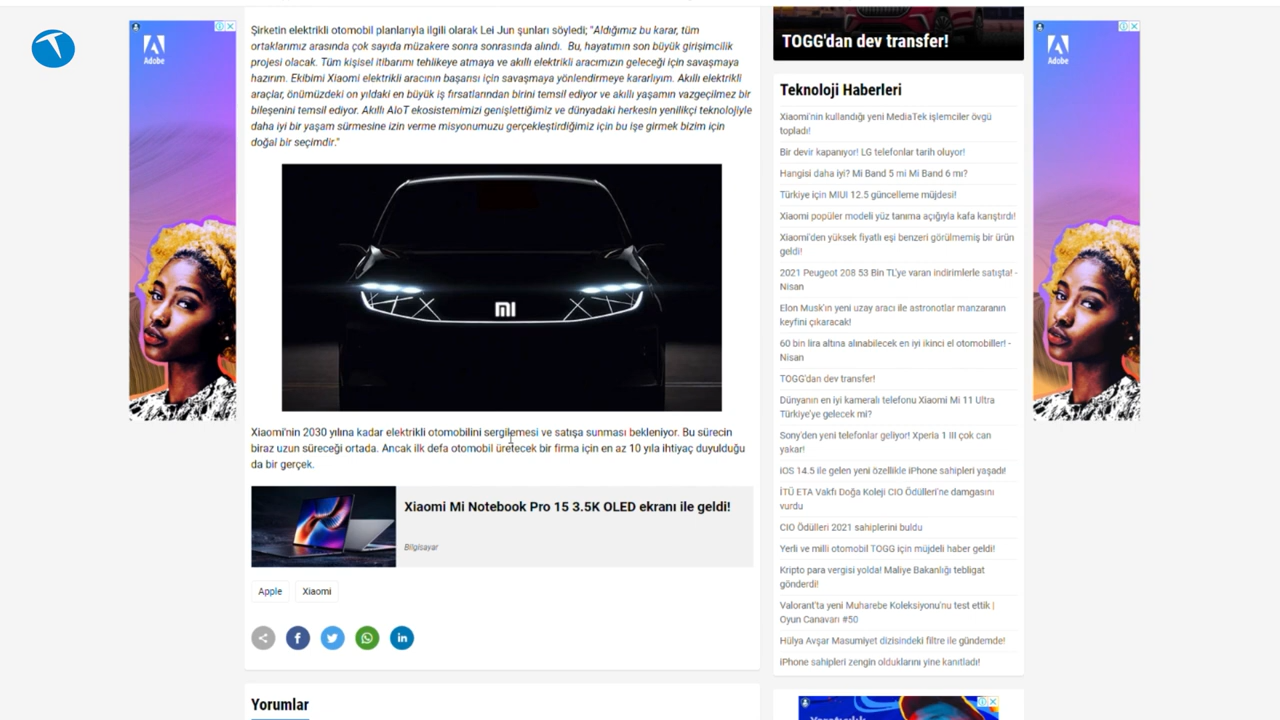 Adobe
Şirketin elektrikli otomobil planlarıyla ilgili olarak Lei Jun şunları söyledi; "Aldığımız bu karar, tüm
ortaklarımız arasında çok sayıda müzakere sonra sonrasında alındı.  Bu, hayatımın son büyük girişimcilik
projesi olacak. Tüm kişisel itibarımı tehlikeye atmaya ve akıllı elektrikli aracımızın geleceği için savaşmaya
hazırım. Ekibimi Xiaomi elektrikli aracının başarısı için savaşmaya yönlendirmeye kararlıyım. Akıllı elektrikli
araçlar, önümüzdeki on yıldaki en büyük iş fırsatlarından birini temsil ediyor ve akıllı yaşamın vazgeçilmez bir
bileşenini temsil ediyor. Akıllı AIoT ekosistemimizi genişlettiğimiz ve dünyadaki herkesin yenilikçi teknolojiyle
daha iyi bir yaşam sürmesine izin verme misyonumuzu gerçekleştirdiğimiz için bu işe girmek bizim için
doğal bir seçimdir."
mi
Xiaomi'nin 2030 yılına kadar elektrikli otomobilini sergilemesi ve satışa sunması bekleniyor. Bu sürecin
biraz uzun süreceği ortada. Ancak ilk defa otomobil üretecek bir firma için en az 10 yıla ihtiyaç duyulduğu
da bir gerçek.
Xiaomi Mi Notebook Pro 15 3.5K OLED ekranı ile geldi!
Bilgisayar
Apple
Xiaomi
Yorumlar
TOGG'dan dev transfer!
Teknoloji Haberleri
Xiaomi'nin kullandığı yeni MediaTek işlemciler övgü
topladı!
Bir devir kapanıyor! LG telefonlar tarih oluyor!
Hangisi daha iyi? Mi Band 5 mi Mi Band 6 mı?
Türkiye için MIUI 12.5 güncelleme müjdesi!
Xiaomi popüler modeli yüz tanıma açığıyla kafa karıştırdı!
Xiaomi'den yüksek fiyatlı eşi benzeri görülmemiş bir ürün
geldi!
2021 Peugeot 208 53 Bin TL'ye varan indirimlerle satışta! -
Nisan
Elon Musk'ın yeni uzay aracı ile astronotlar manzaranın
keyfini çıkaracak!
60 bin lira altına alınabilecek en iyi ikinci el otomobiller! -
Nisan
TOGG'dan dev transfer!
Dünyanın en iyi kameralı telefonu Xiaomi Mi 11 Ultra
Türkiye'ye gelecek mi?
Sony'den yeni telefonlar geliyor! Xperia 1 III çok can
yakar!
iOS 14.5 ile gelen yeni özellikle iPhone sahipleri yaşadı!
İTÜ ETA Vakfı Doğa Koleji CIO Ödülleri'ne damgasını
vurdu
CIO Ödülleri 2021 sahiplerini buldu
Yerli ve milli otomobil TOGG için müjdeli haber geldi!
Kripto para vergisi yolda! Maliye Bakanlığı tebligat
gönderdi!
Valorant'ta yeni Muharebe Koleksiyonu'nu test ettik |
Oyun Canavarı #50
Hülya Avşar Masumiyet dizisindeki filtre ile gündemde!
iPhone sahipleri zengin olduklarını yine kanıtladı!
Adobe